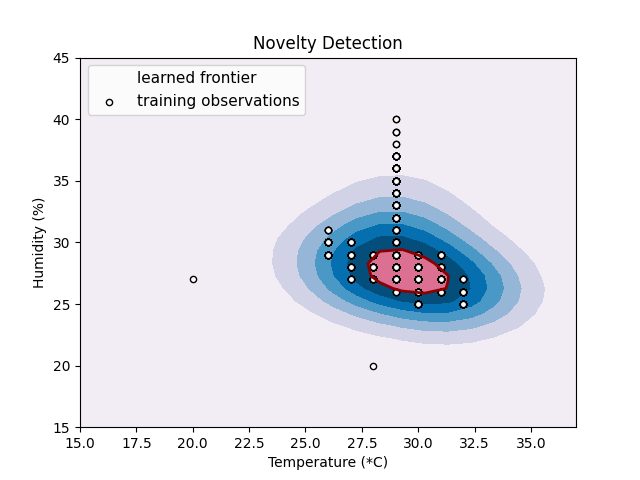 Novelty Detection
learned frontier
training observations
45
40
35
30
25
20
15
Humidity (%)
15.0 17.5 20.0 22.5 25.0 27.5 30.0 32.5 35.0
Temperature (*C)